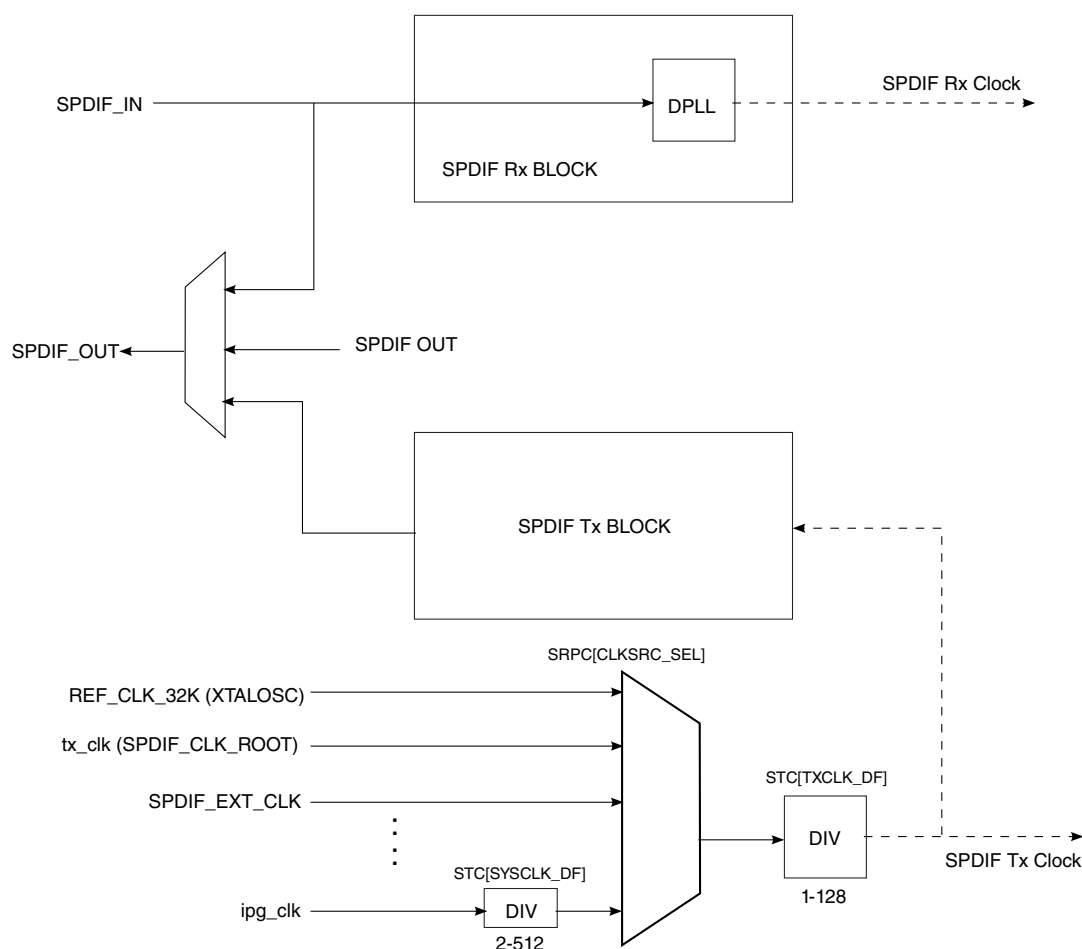 SPDIF_IN
DPLL
SPDIF Rx Clock
SPDIF Rx BLOCK
SPDIF_OUT
SPDIF OUT
SPDIF Tx BLOCK
SRPC[CLKSRC_SEL]
REF_CLK_32K (XTALOSC)
tx_clk (SPDIF_CLK_ROOT)
SPDIF_EXT_CLK
STC[TXCLK_DF]
DIV
1-128
SPDIF Tx Clock
STC[SYSCLK_DF]
ipg_clk
DIV
2-512